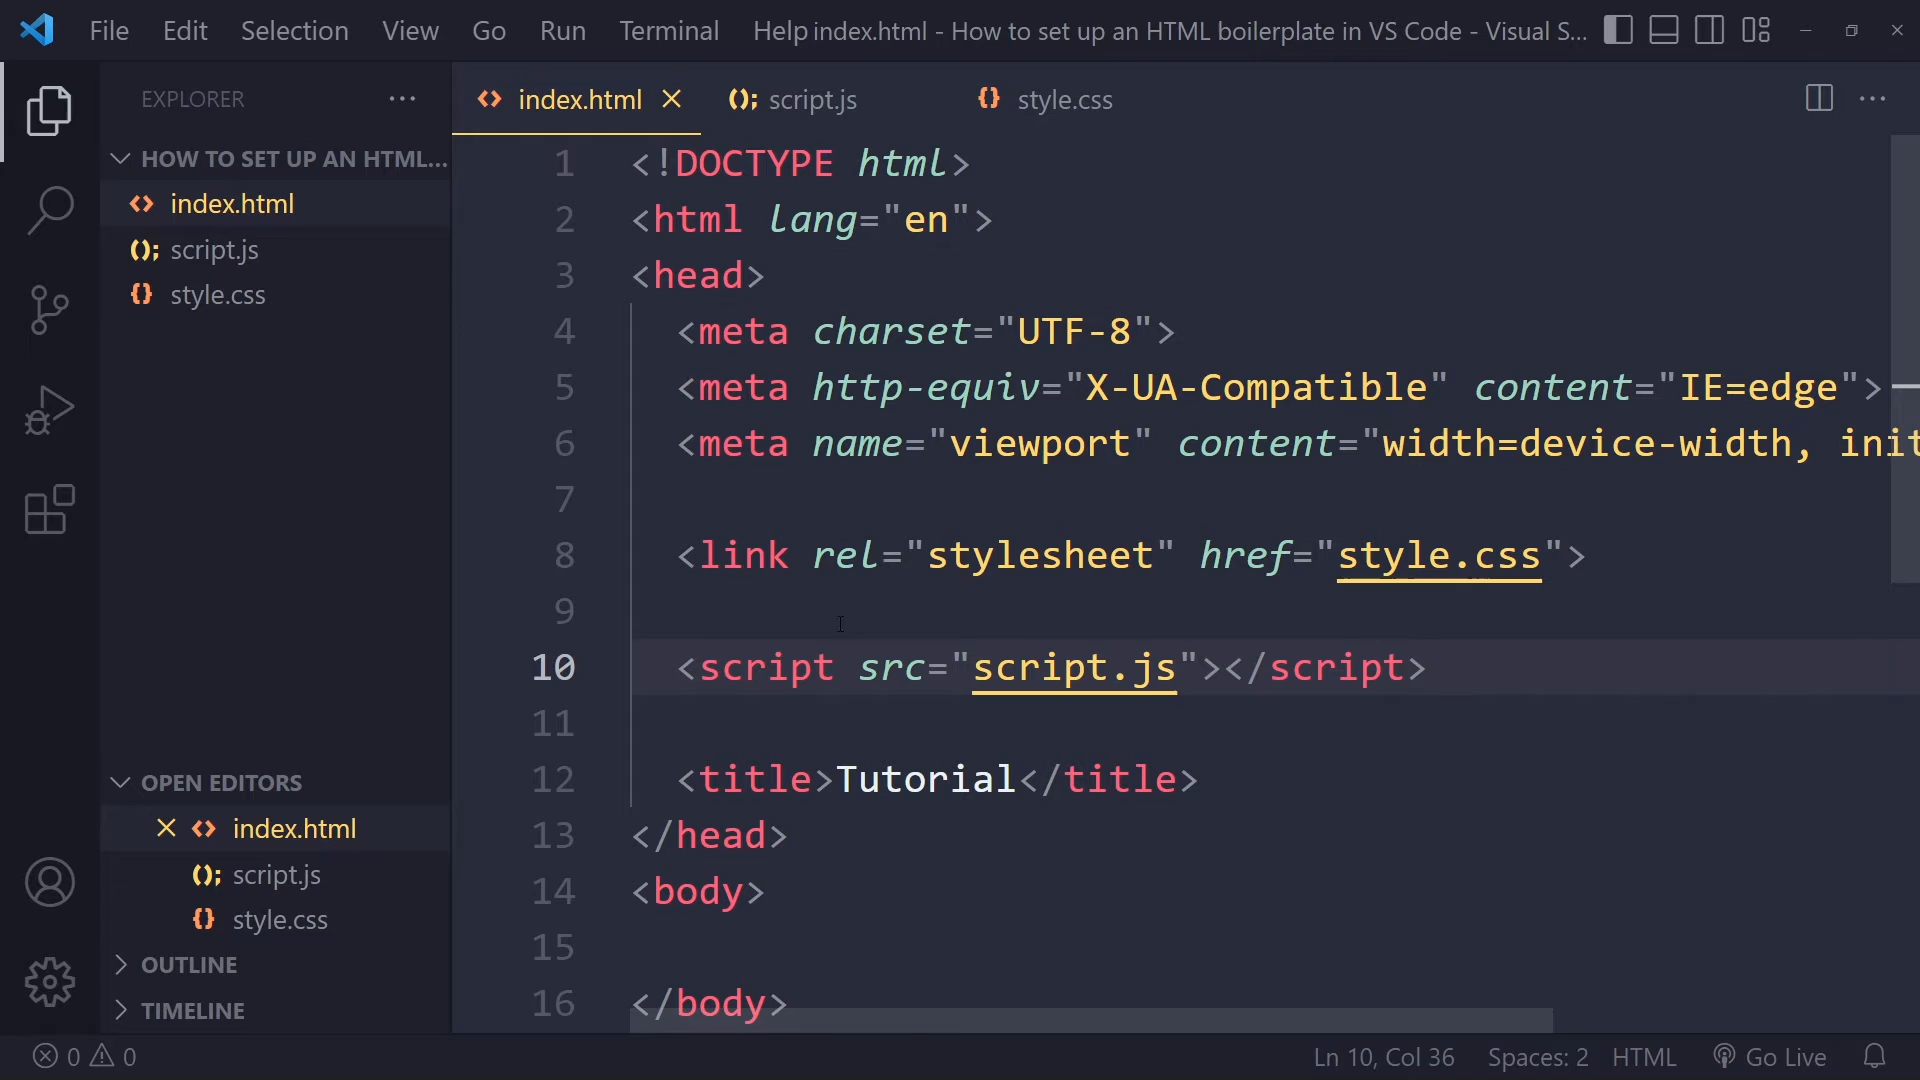 File Edit Selection View Go Run Terminal Help index.html - How to set up an HTML boilerplate in VS Code - Visual S...
EXPLORER
HOW TO SET UP AN HTML...
index.html
script.js
style.css
OPEN EDITORS
index.html
script.js
style.css
OUTLINE
TIMELINE
index.html script.js style.css
1 <!DOCTYPE html>
2 <html lang="en">
3 <head>
4 <meta charset="UTF-8">
5 <meta http-equiv="X-UA-Compatible" content="IE=edge">
6 <meta name="viewport" content="width=device-width, init
7
8 <link rel="stylesheet" href="style.css">
9
10 <script src="script.js"></script>
11
12 <title>Tutorial</title>
13 </head>
14 <body>
15
16 </body>
0 0 Ln 10, Col 36 Spaces: 2 HTML Go Live